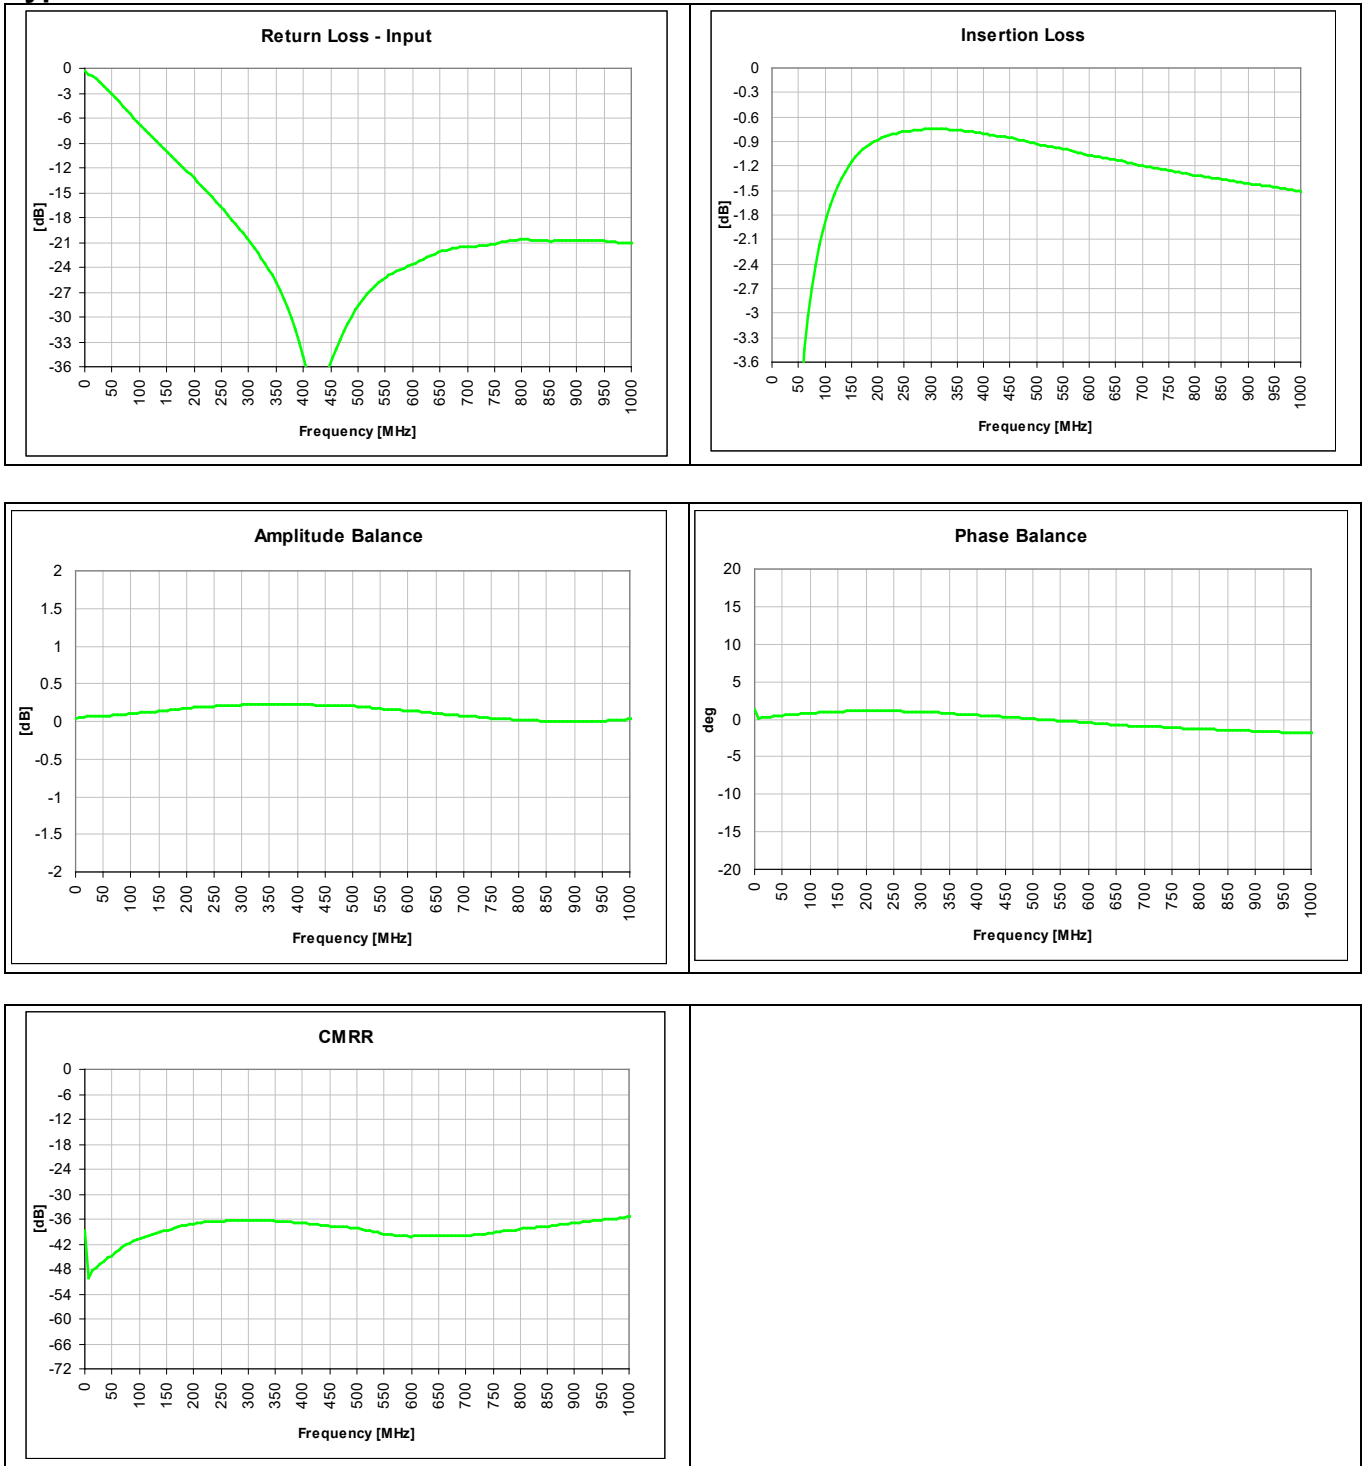 Return Loss - Input
0
-3
-6
-9
-12
-15
-18
-21
-24
-27
-30
-33
-36
[dB]
0 50 100 150 200 250 300 350 400 450 500 550 600 650 700 750 800 850 900 950 1000
Frequency [MHz]
Insertion Loss
0
-0.3
-0.6
-0.9
-1.2
-1.5
-1.8
-2.1
-2.4
-2.7
-3
-3.3
-3.6
[dB]
0 50 100 150 200 250 300 350 400 450 500 550 600 650 700 750 800 850 900 950 1000
Frequency [MHz]
Amplitude Balance
2
1.5
1
0.5
0
-0.5
-1
-1.5
-2
[dB]
0 50 100 150 200 250 300 350 400 450 500 550 600 650 700 750 800 850 900 950 1000
Frequency [MHz]
Phase Balance
20
15
10
5
0
-5
-10
-15
-20
deg
0 50 100 150 200 250 300 350 400 450 500 550 600 650 700 750 800 850 900 950 1000
Frequency [MHz]
CMRR
0
-6
-12
-18
-24
-30
-36
-42
-48
-54
-60
-66
-72
[dB]
0 50 100 150 200 250 300 350 400 450 500 550 600 650 700 750 800 850 900 950 1000
Frequency [MHz]